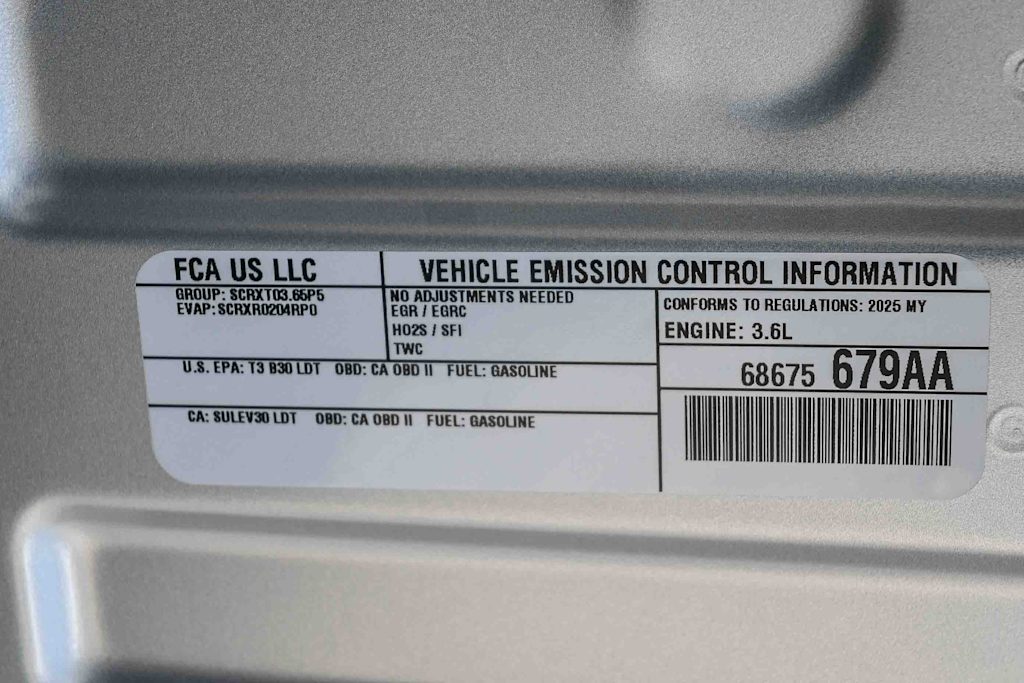 FCA US LLC
VEHICLE EMISSION CONTROL INFORMATION
GROUP: SCRXT03.65P5
EVAP: SCRXR0204RP0
NO ADJUSTMENTS NEEDED
EGR / EGRC
HO2S / SFI
TWC
CONFORMS TO REGULATIONS: 2025 MY
ENGINE: 3.6L
U.S. EPA: T3 B30 LDT OBD: CA OBD II FUEL: GASOLINE
68675 679AA
CA: SULEV30 LDT OBD: CA OBD II FUEL: GASOLINE